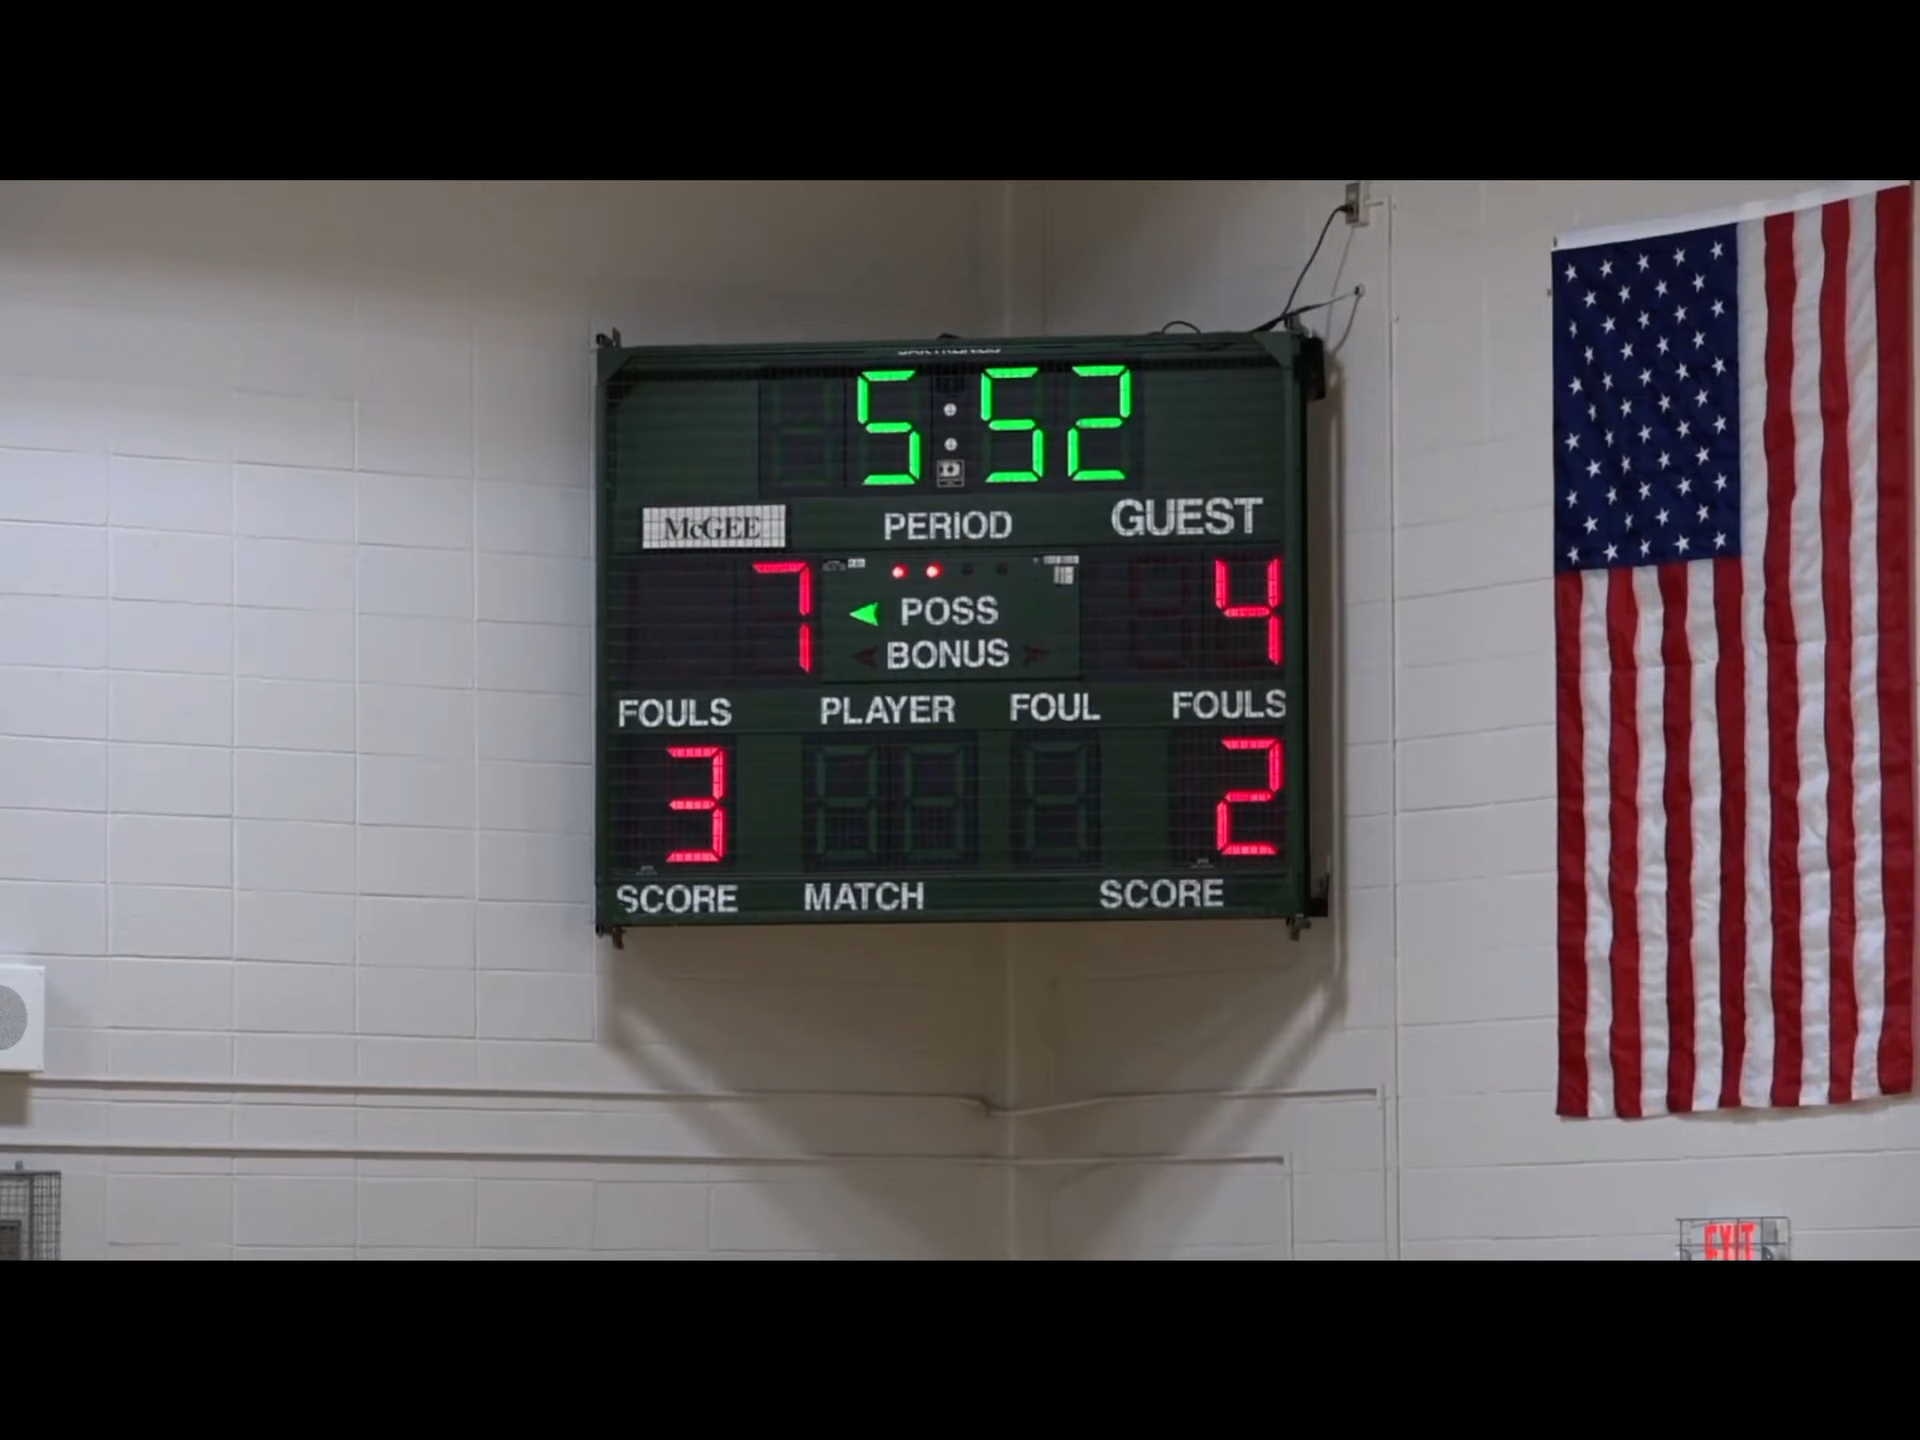 5:52
McGEE PERIOD GUEST
7 POSS 4
BONUS
FOULS PLAYER FOUL FOULS
3 2
SCORE MATCH SCORE
EXIT